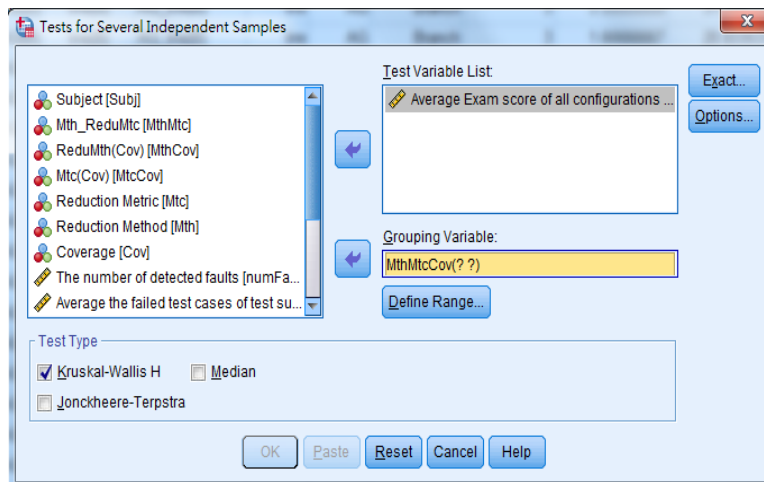 Tests for Several Independent Samples
Subject [Subj]
Mth_ReduMtc [MthMtc]
ReduMth(Cov) [MthCov]
Mtc(Cov) [MtcCov]
Reduction Metric [Mtc]
Reduction Method [Mth]
Coverage [Cov]
The number of detected faults [numFa...
Average the failed test cases of test su...
Test Variable List:
Average Exam score of all configurations ...
Grouping Variable:
MthMtcCov(? ?)
Define Range...
Exact...
Options...
Test Type
Kruskal-Wallis H
Median
Jonckheere-Terpstra
OK
Paste
Reset
Cancel
Help